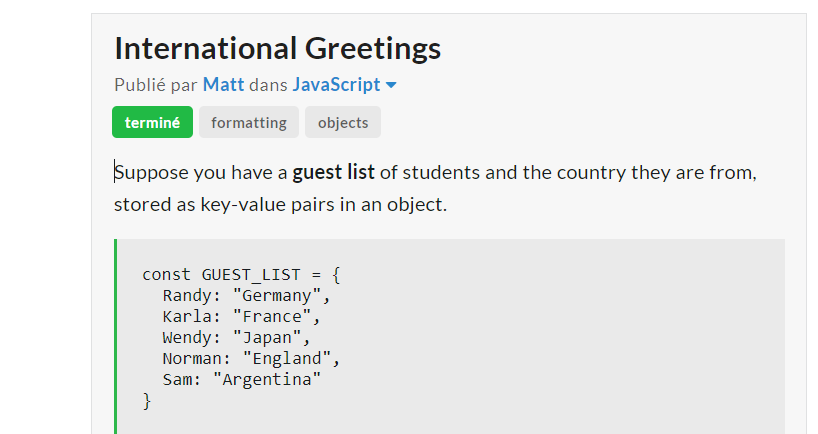 International Greetings
Publié par Matt dans JavaScript
terminé formatting objects
Suppose you have a guest list of students and the country they are from,
stored as key-value pairs in an object.
const GUEST_LIST = {
  Randy: "Germany",
  Karla: "France",
  Wendy: "Japan",
  Norman: "England",
  Sam: "Argentina"
}